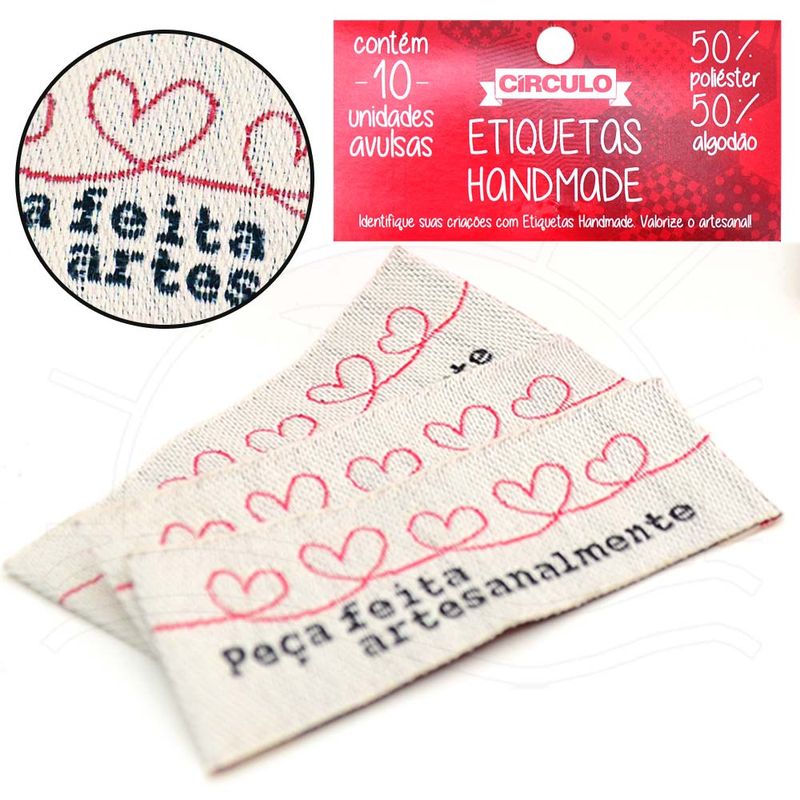 contém
-10-
unidades
avulsas
CÍRCULO
ETIQUETAS
HANDMADE
50%
poliéster
50%
algodão
Identifique suas criações com Etiquetas Handmade. Valorize o artesanal!
a feita
artes
te
Peça feita
artesanalmente